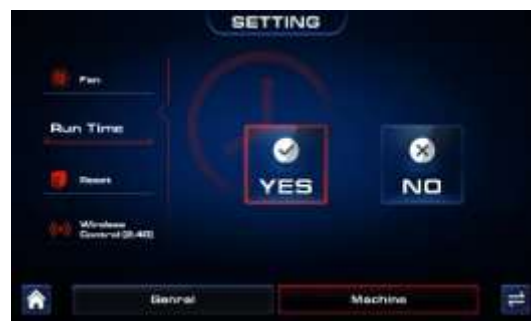 SETTING
Fan
Run Time
Reset
Wireless
Control(2.4G)
YES
NO
Genral
Machine